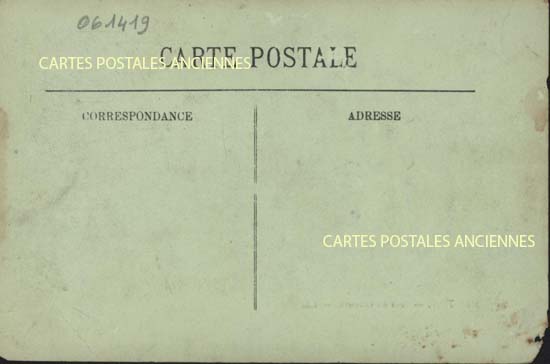 061419
CARTE POSTALE
CARTES POSTALES ANCIENNES
CORRESPONDANCE
ADRESSE
CARTES POSTALES ANCIENNES